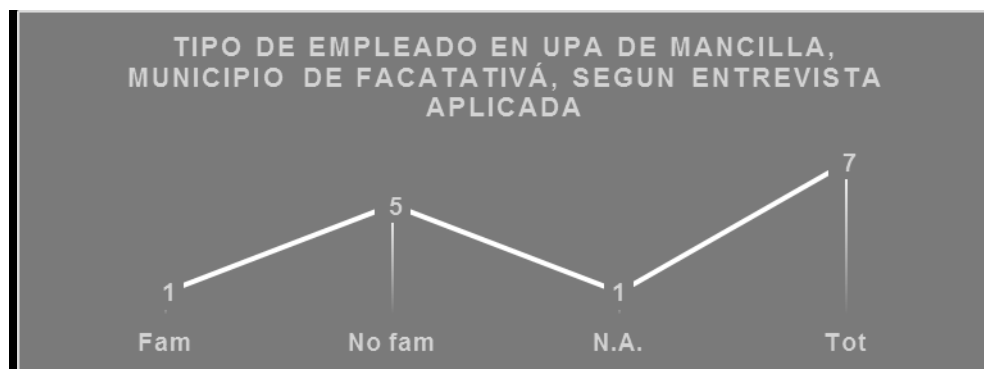 TIPO DE EMPLEADO EN UPA DE MANCILLA,
MUNICIPIO DE FACATATIVÁ, SEGUN ENTREVISTA
APLICADA
7
5
1
1
Fam No fam N.A. Tot